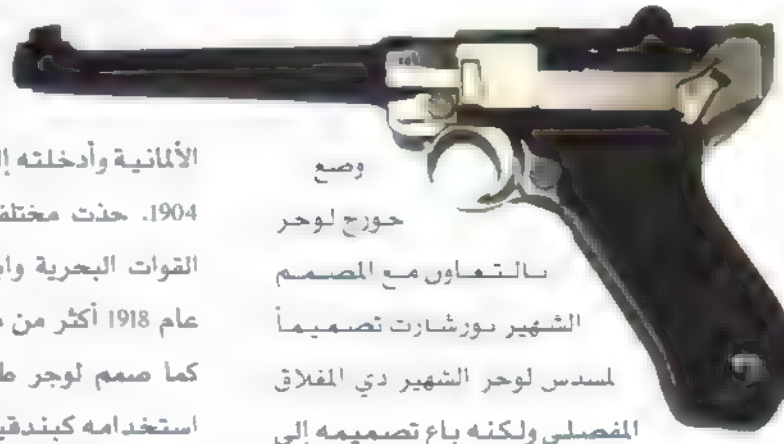 وضع
جورج لوجر
بالتعاون مع المصمم
الشهير بورشارت تصميماً
لمسدس لوجر الشهير ذي المغلاق
المفصلي ولكنه باع تصميمه إلى
الألمانية وأدخلته
1904. حذت
القوات البحرية
عام 1918 أكثر من
كما صمم لوجر
استخدامه